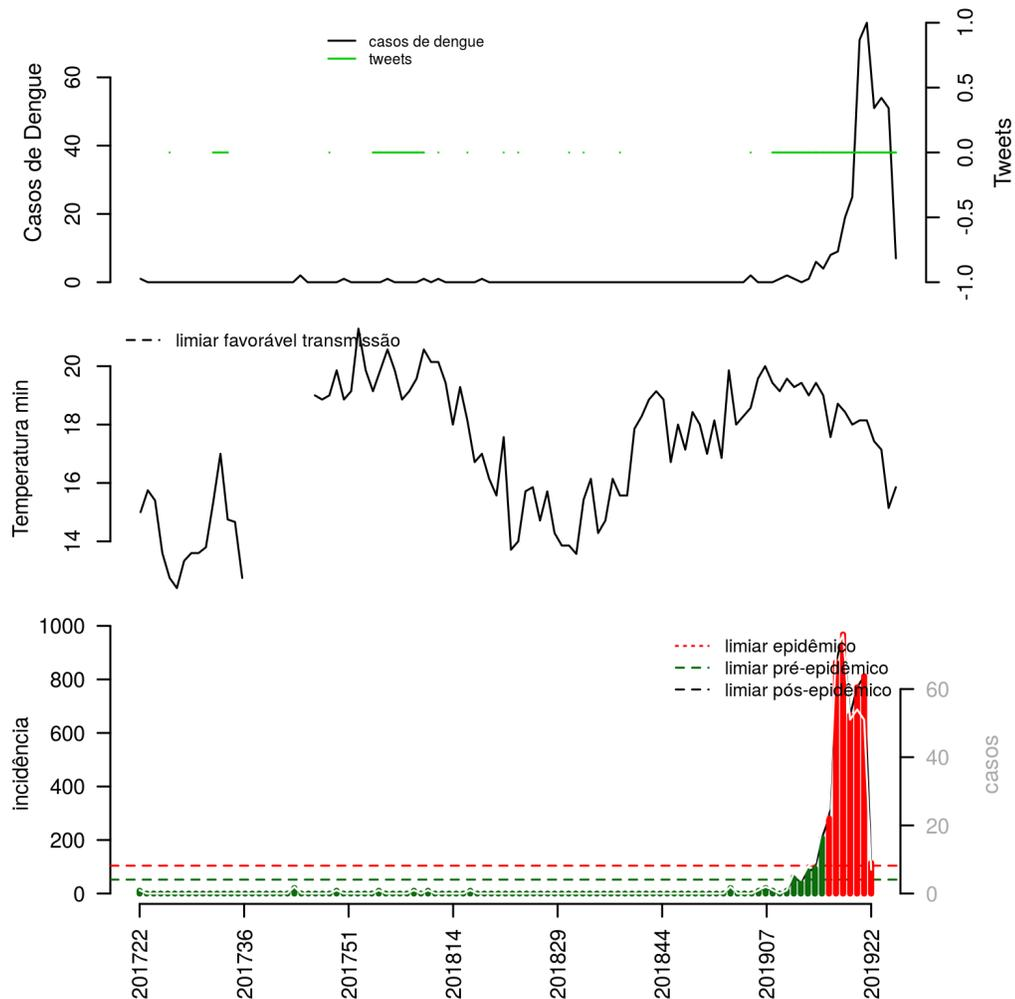 casos de dengue
tweets
Casos de Dengue
0
20
40
60
Tweets
-1.0
-0.5
0.0
0.5
1.0
limiar favorável transmissão
Temperatura min
14
16
18
20
limiar epidêmico
limiar pré-epidêmico
limiar pós-epidêmico
incidência
1000
800
600
400
200
0
casos
60
40
20
0
201722
201736
201751
201814
201829
201844
201907
201922